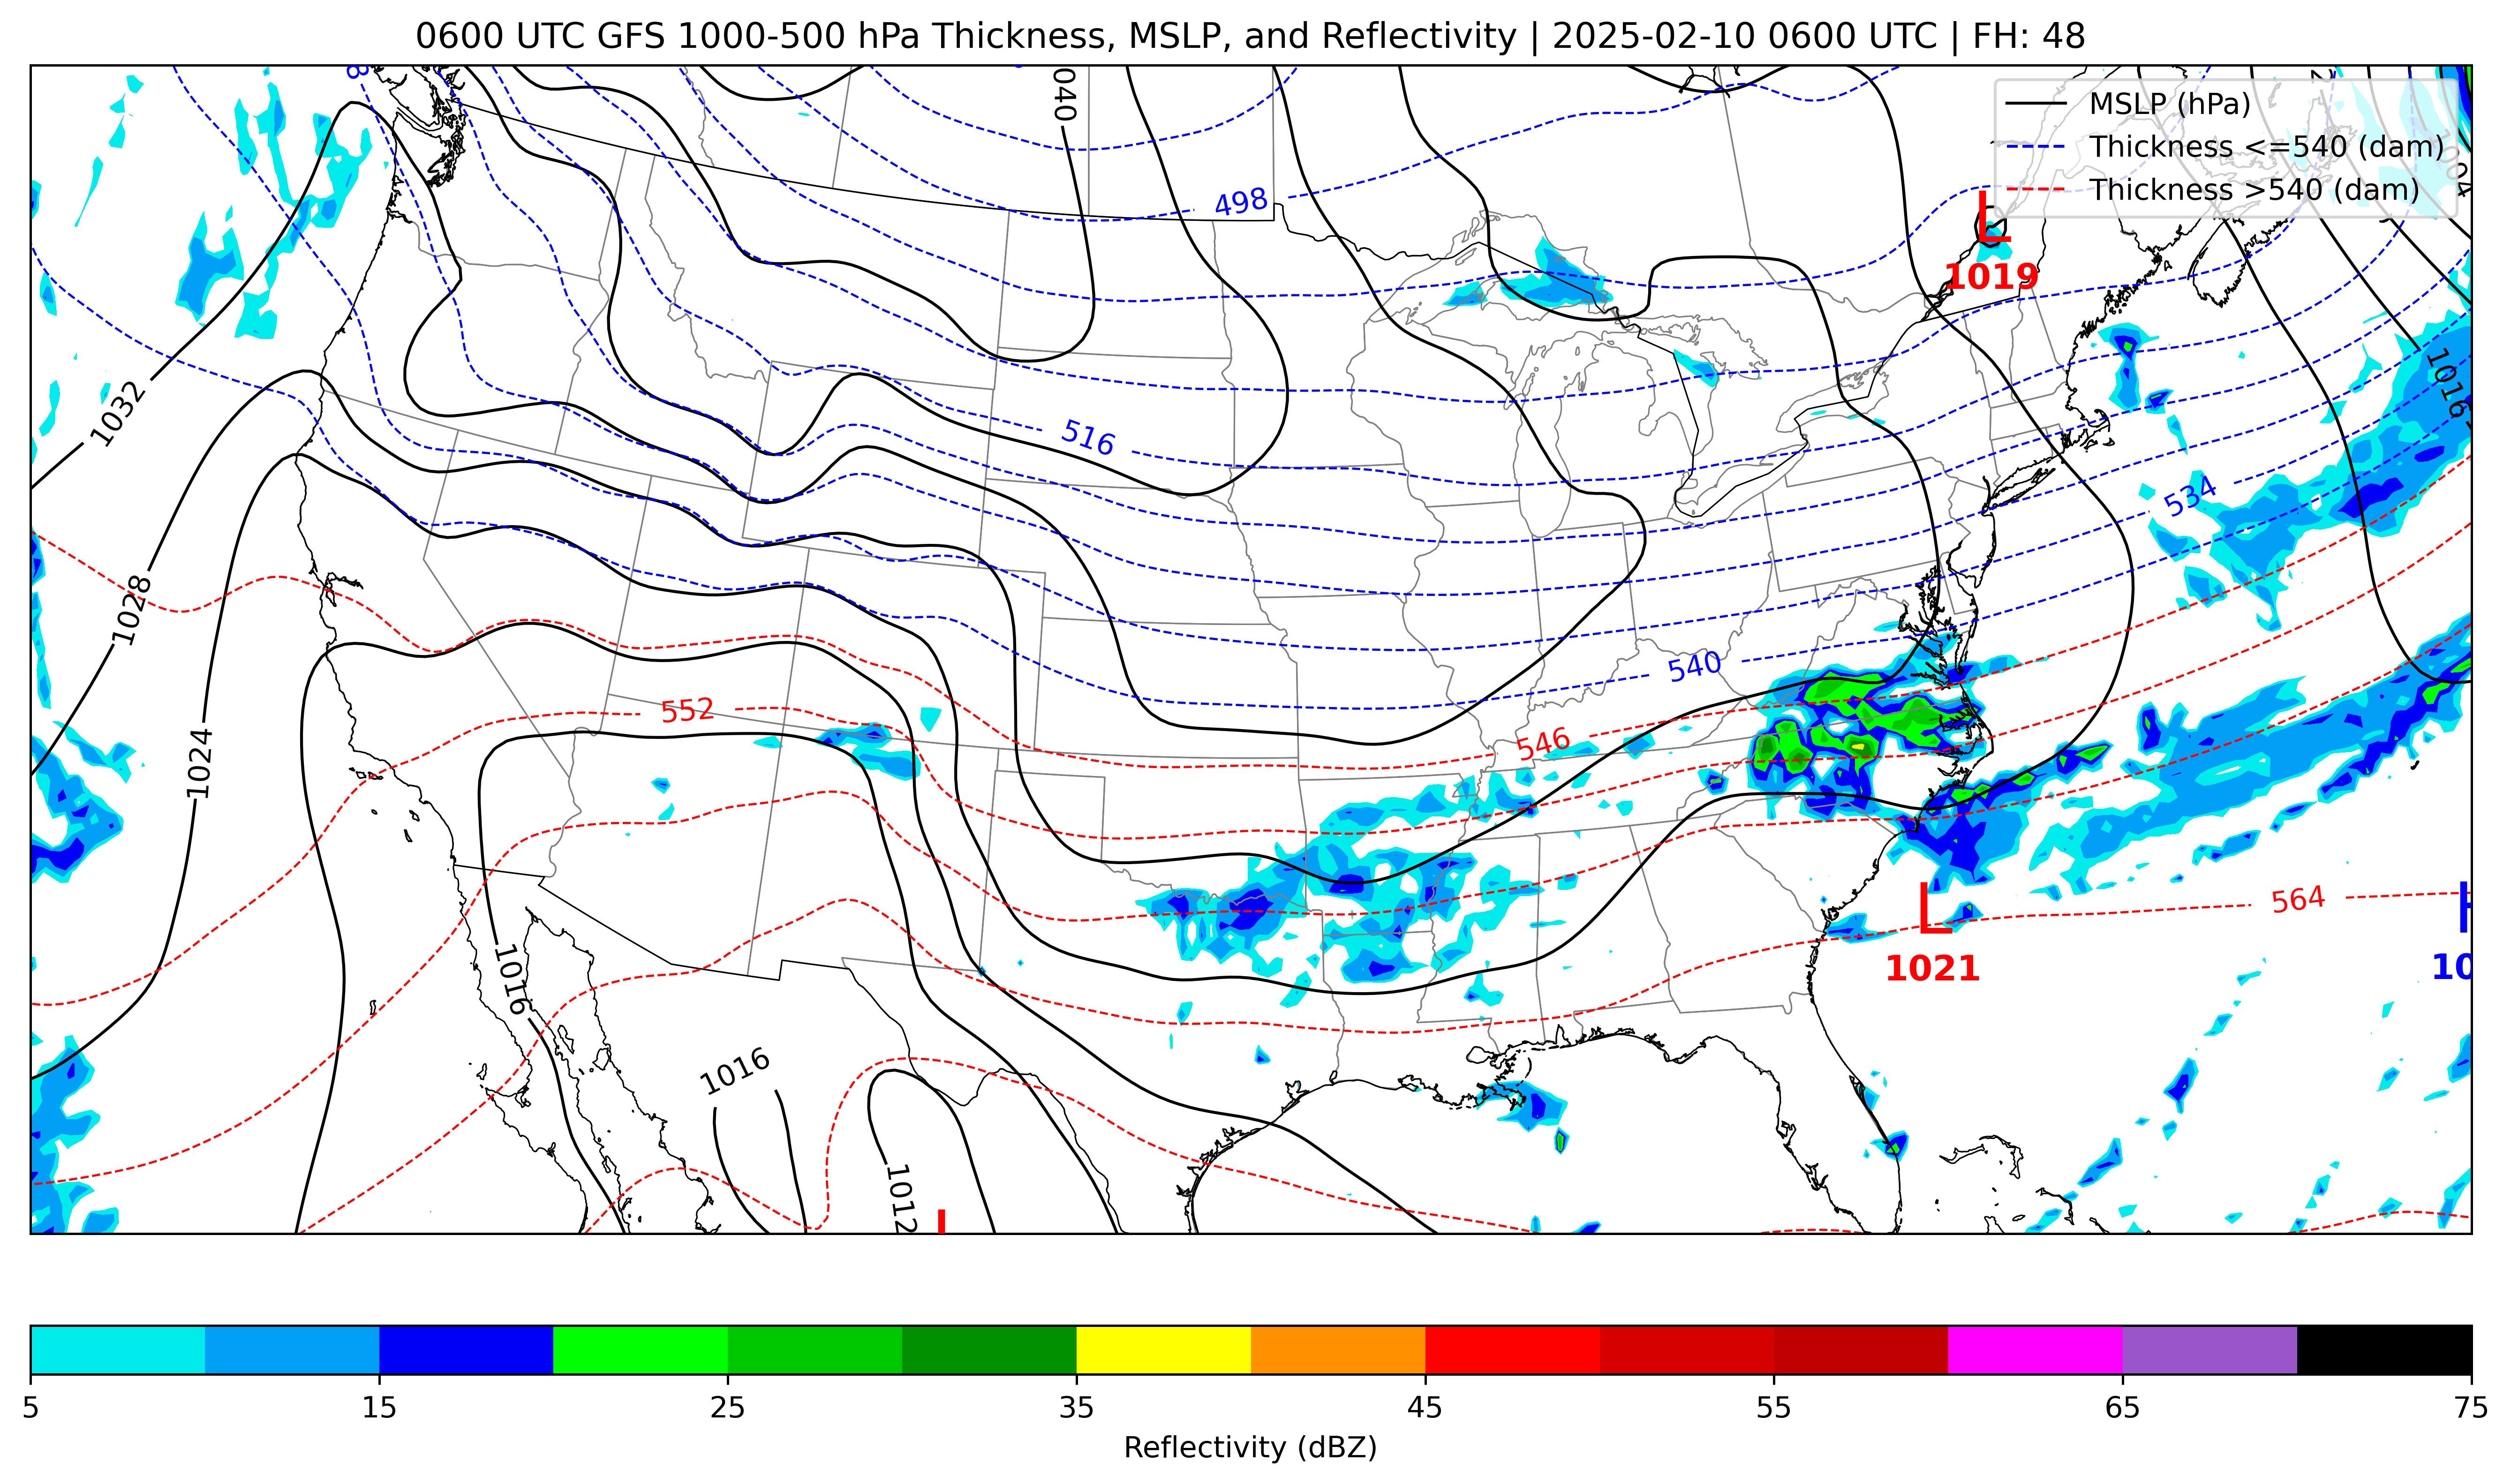 0600 UTC GFS 1000-500 hPa Thickness, MSLP, and Reflectivity | 2025-02-10 0600 UTC | FH: 48
MSLP (hPa)
Thickness <=540 (dam)
Thickness >540 (dam)
498
L
1019
1016
1032
516
534
1028
540
552
546
1024
564
L
1021
H
10
1016
1016
1012
5 15 25 35 45 55 65 75
Reflectivity (dBZ)